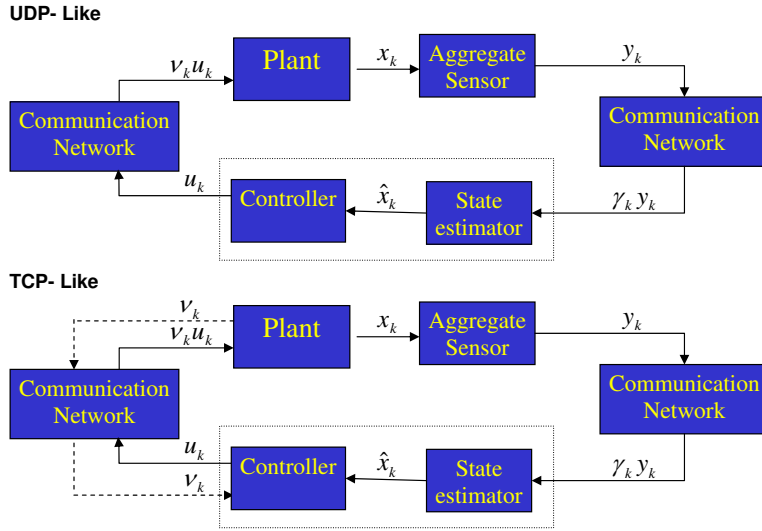 UDP- Like
ν_k u_k
Plant
x_k
Aggregate
Sensor
y_k
Communication
Network
Communication
Network
u_k
Controller
x̂_k
State
estimator
γ_k y_k
TCP- Like
ν_k
ν_k u_k
Plant
x_k
Aggregate
Sensor
y_k
Communication
Network
Communication
Network
u_k
ν_k
Controller
x̂_k
State
estimator
γ_k y_k